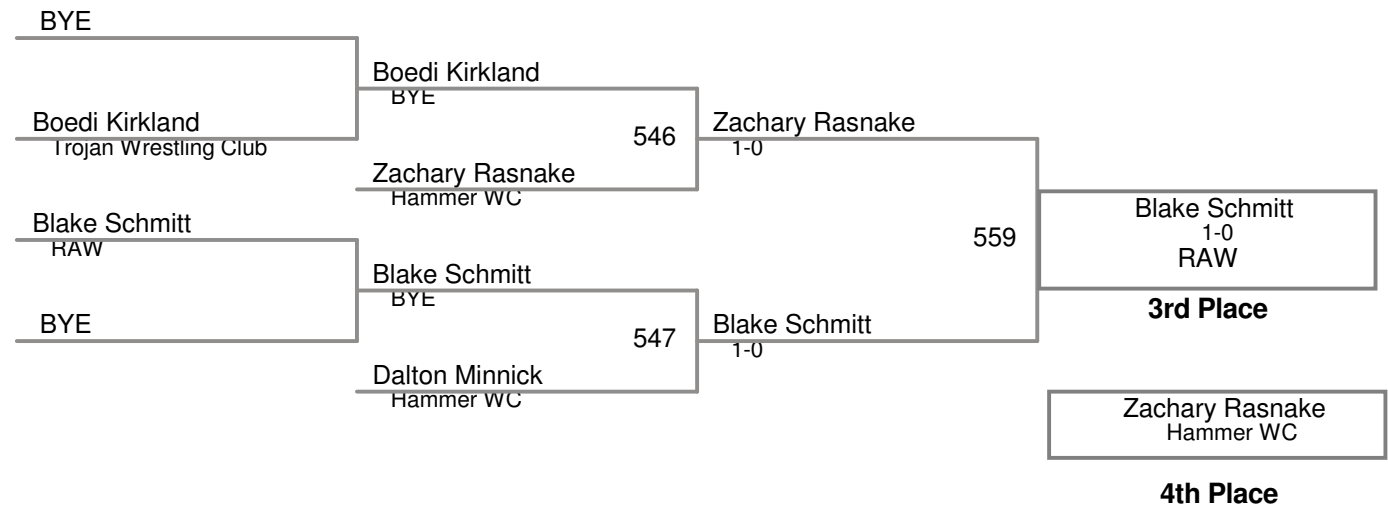 BYE
Boedi Kirkland
BYE
Boedi Kirkland
Trojan Wrestling Club
546
Zachary Rasnake
1-0
Zachary Rasnake
Hammer WC
Blake Schmitt
RAW
559
Blake Schmitt
1-0
RAW
3rd Place
Blake Schmitt
BYE
BYE
547
Blake Schmitt
1-0
Dalton Minnick
Hammer WC
Zachary Rasnake
Hammer WC
4th Place